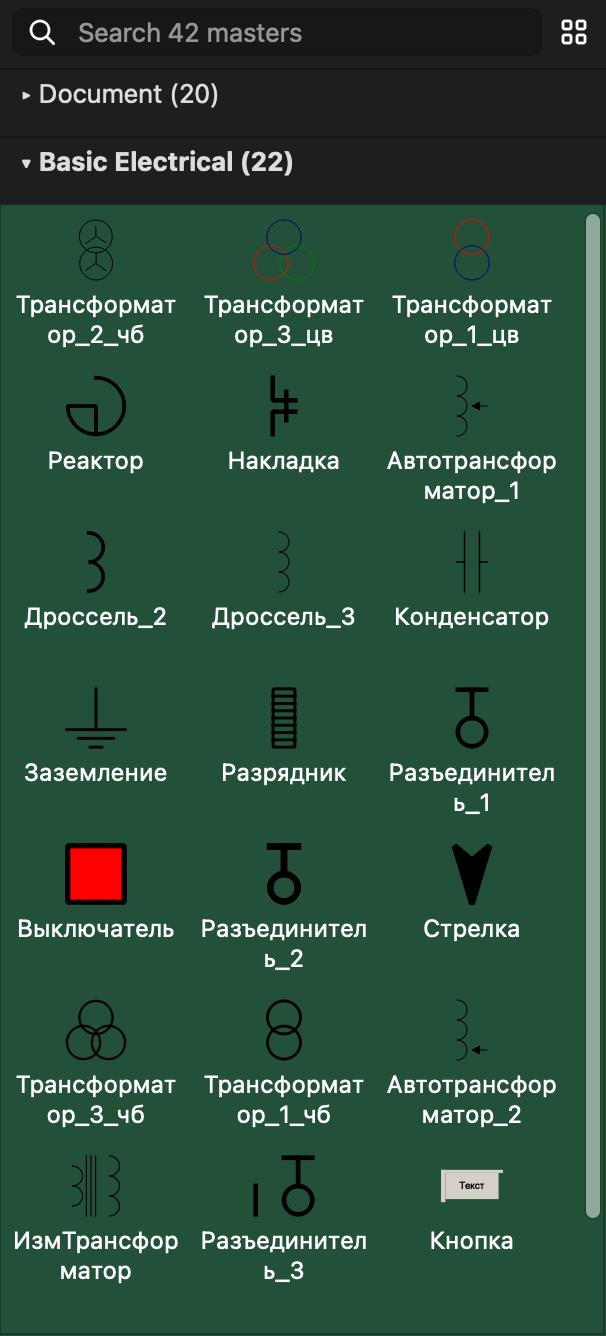 Search 42 masters
Document (20)
Basic Electrical (22)
Трансформат
ор_2_чб
Трансформат
ор_3_цв
Трансформат
ор_1_цв
Реактор
Накладка
Автотрансфор
матор_1
Дроссель_2
Дроссель_3
Конденсатор
Заземление
Разрядник
Разъединител
ь_1
Выключатель
Разъединител
ь_2
Стрелка
Трансформат
ор_3_чб
Трансформат
ор_1_чб
Автотрансфор
матор_2
ИзмТрансфор
матор
Разъединител
ь_3
Текст
Кнопка